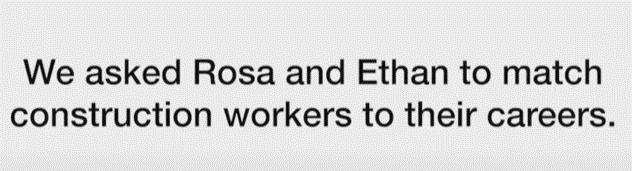 We asked Rosa and Ethan to match
construction workers to their careers.